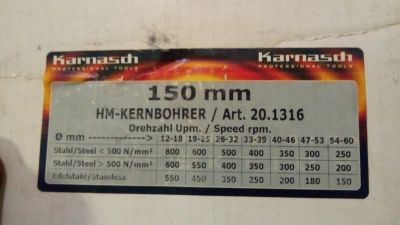 Karnasch Karnasch
PROFESSIONAL TOOLS PROFESSIONAL TOOLS
150 mm
HM-KERNBOHRER / Art. 20.1316
Drehzahl Upm. / Speed rpm.
Ø mm ------------> 12-18 19-25 26-32 33-39 40-46 47-53 54-60
Stahl/Steel < 500 N/mm² 800 600 500 400 350 300 250
Stahl/Steel > 500 N/mm² 600 550 400 350 300 250 200
Edelstahl/Stainless 550 450 350 250 200 180 150